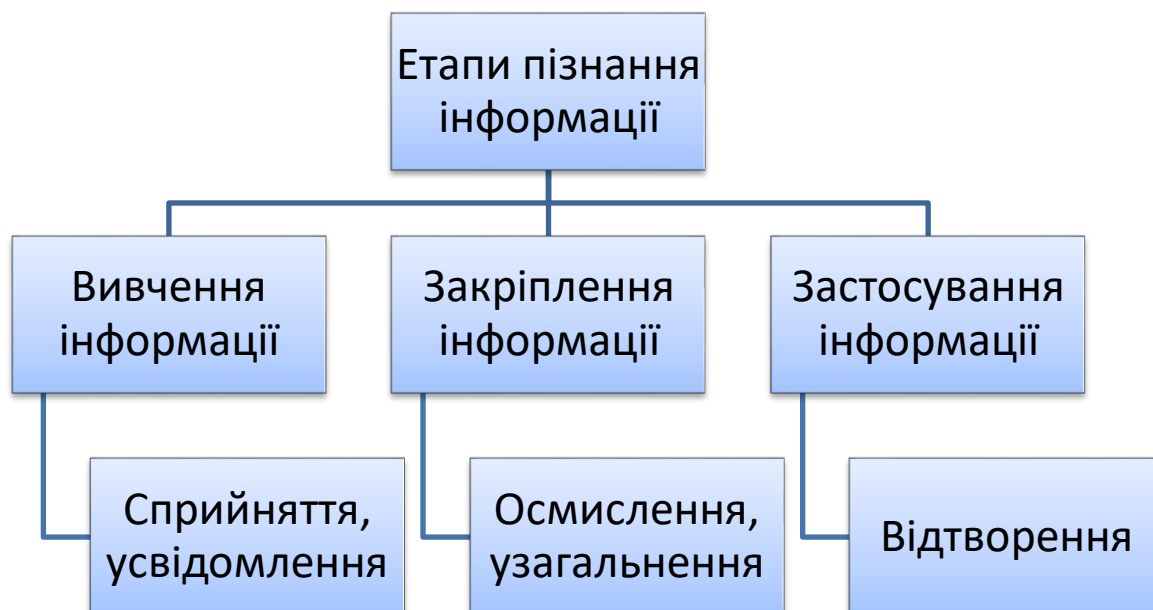 Етапи пізнання
інформації
Вивчення
інформації
Закріплення
інформації
Застосування
інформації
Сприйняття,
усвідомлення
Осмислення,
узагальнення
Відтворення